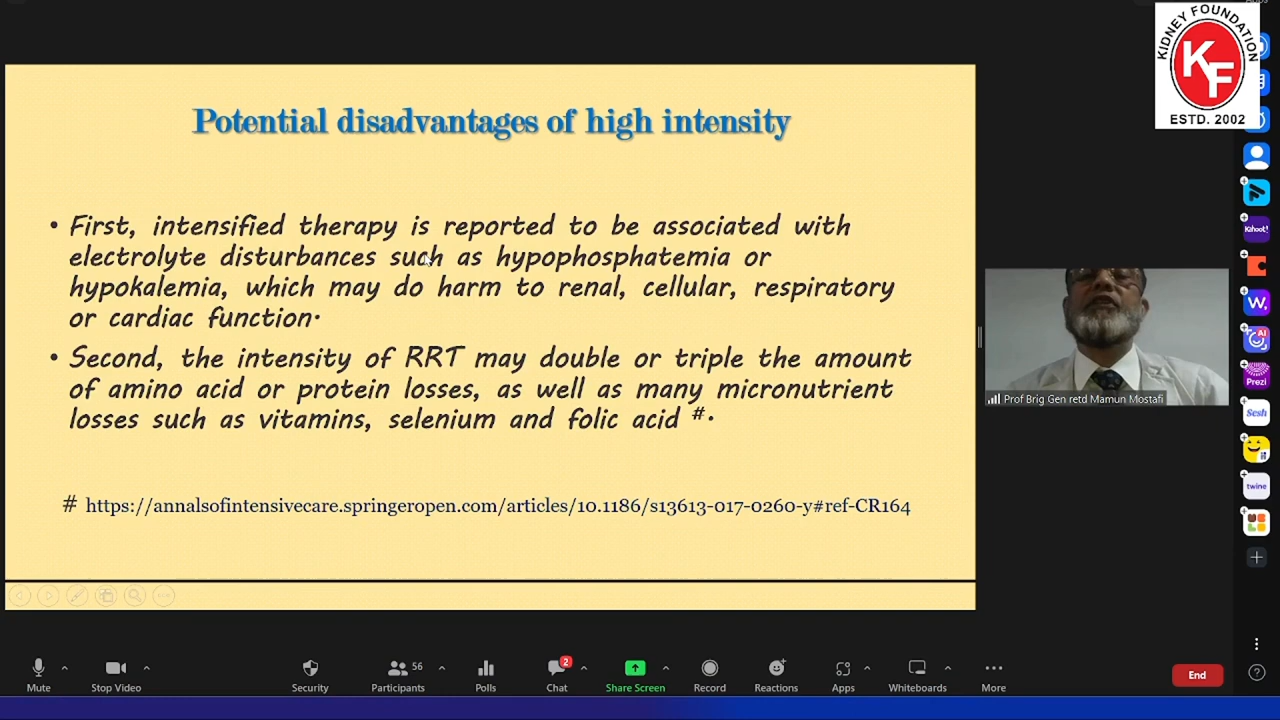 KIDNEY FOUNDATION
KF
ESTD. 2002
Potential disadvantages of high intensity
• First, intensified therapy is reported to be associated with
electrolyte disturbances such as hypophosphatemia or
hypokalemia, which may do harm to renal, cellular, respiratory
or cardiac function.
• Second, the intensity of RRT may double or triple the amount
of amino acid or protein losses, as well as many micronutrient
losses such as vitamins, selenium and folic acid #.
# https://annalsofintensivecare.springeropen.com/articles/10.1186/s13613-017-0260-y#ref-CR164
Prof Brig Gen retd Mamun Mostafi
Kahoot!
W.
AI
Prezi
Sesh
twine
Mute
Stop Video
Security
56
Participants
Polls
2
Chat
Share Screen
Record
Reactions
Apps
Whiteboards
More
End